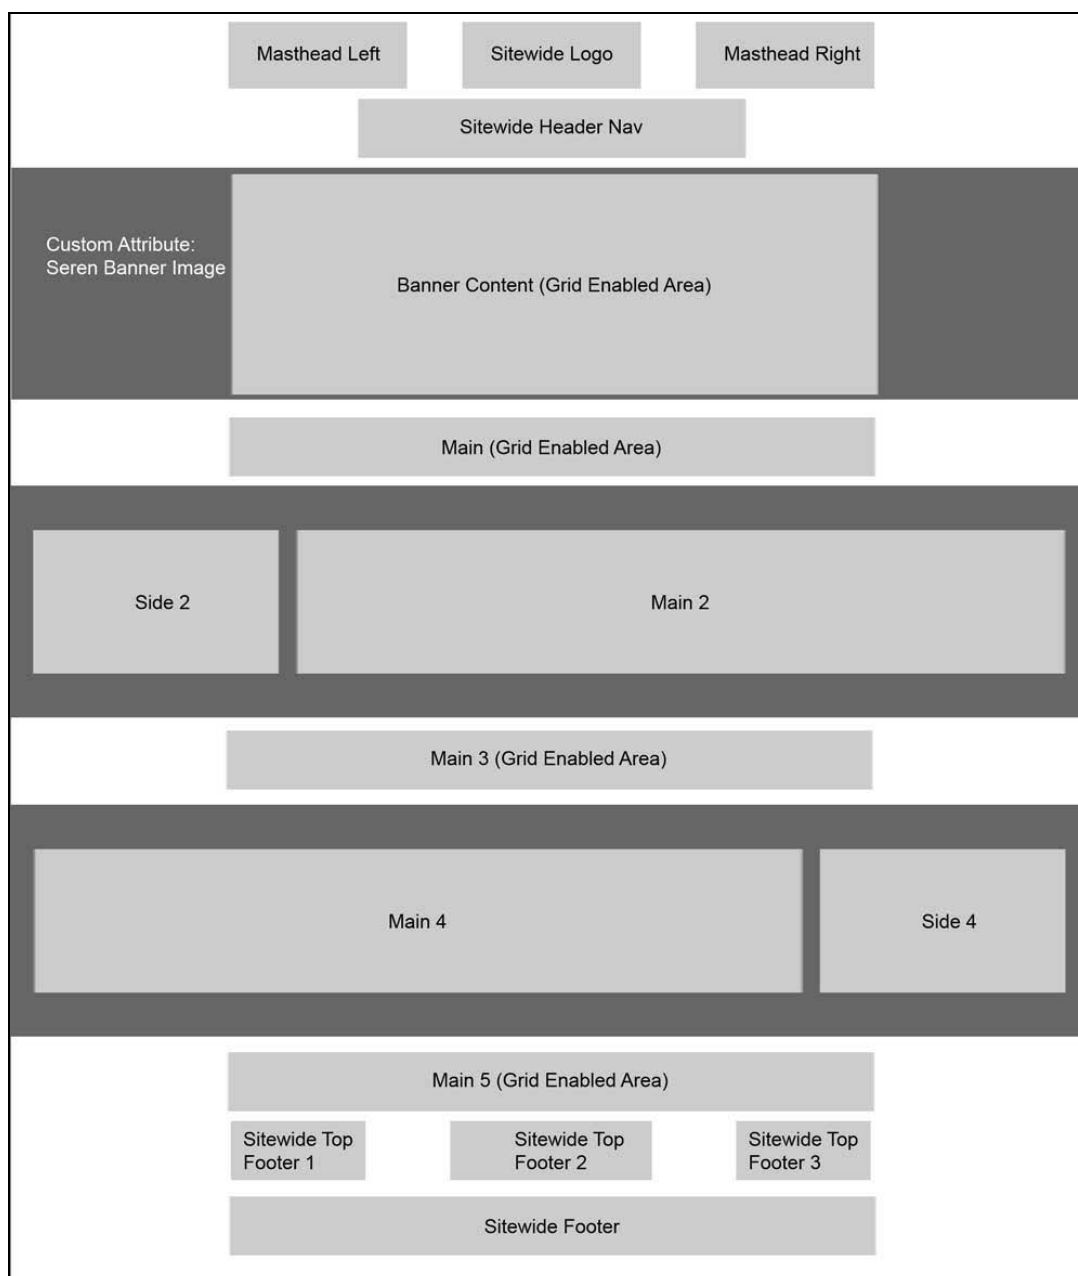 Masthead Left
Sitewide Logo
Masthead Right
Sitewide Header Nav
Custom Attribute:
Seren Banner Image
Banner Content (Grid Enabled Area)
Main (Grid Enabled Area)
Side 2
Main 2
Main 3 (Grid Enabled Area)
Main 4
Side 4
Main 5 (Grid Enabled Area)
Sitewide Top
Footer 1
Sitewide Top
Footer 2
Sitewide Top
Footer 3
Sitewide Footer